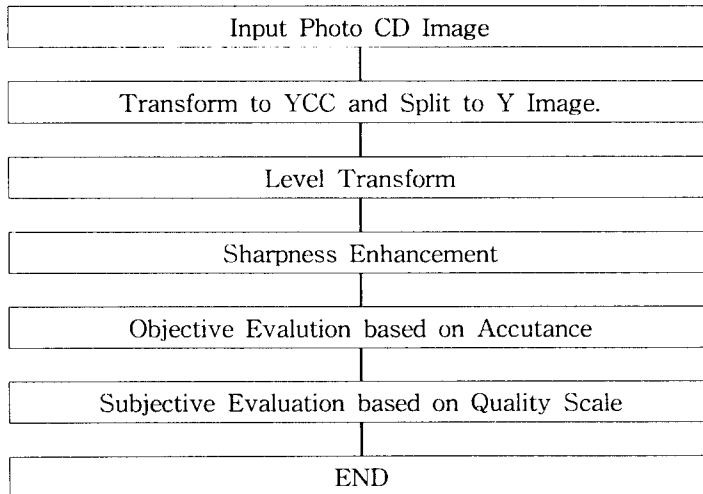 Input Photo CD Image
Transform to YCC and Split to Y Image.
Level Transform
Sharpness Enhancement
Objective Evalution based on Accutance
Subjective Evaluation based on Quality Scale
END